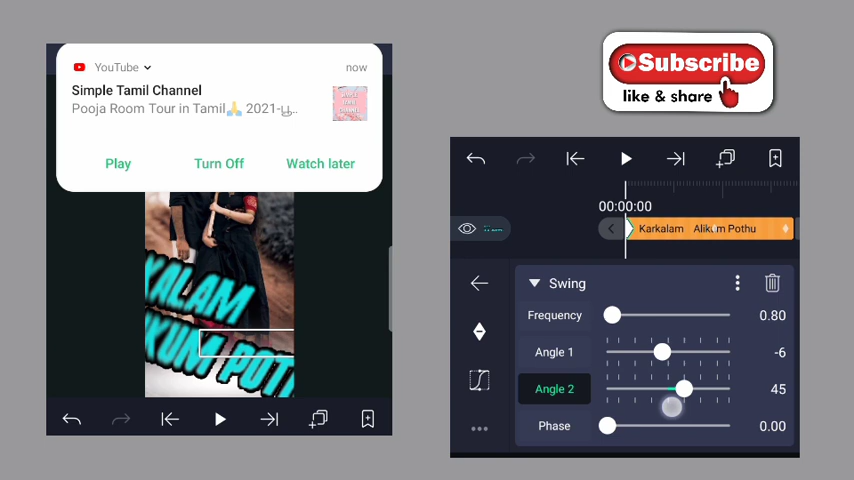 YouTube
now
Simple Tamil Channel
Pooja Room Tour in Tamil🙏 2021-பூ...
Play Turn Off Watch later
KALAM
KUM POTH
Subscribe
like & share
00:00:00
Karkalam Alikum Pothu
Swing
Frequency 0.80
Angle 1 -6
Angle 2 45
Phase 0.00